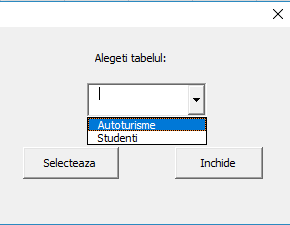 Alegeti tabelul:
Autoturisme
Studenti
Selecteaza
Inchide